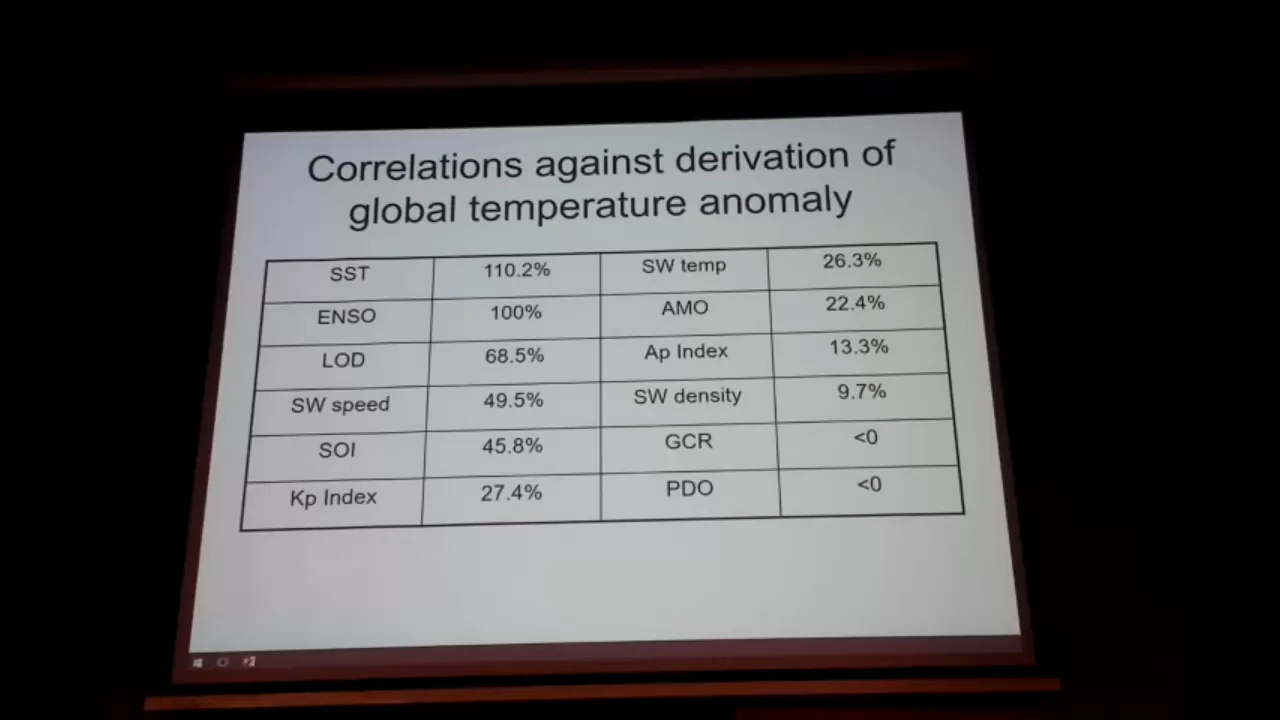 Correlations against derivation of
global temperature anomaly
SST 110.2% SW temp 26.3%
ENSO 100% AMO 22.4%
LOD 68.5% Ap Index 13.3%
SW speed 49.5% SW density 9.7%
SOI 45.8% GCR <0
Kp Index 27.4% PDO <0